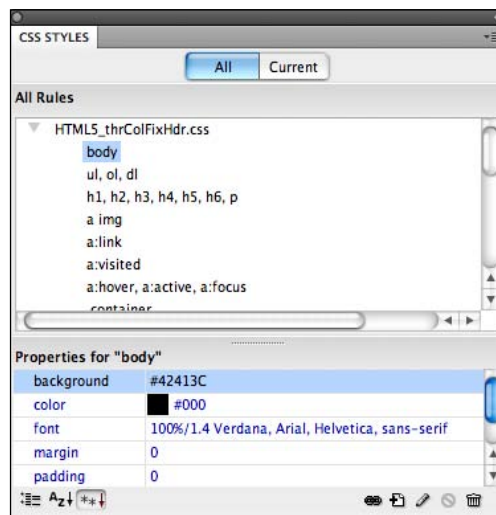 CSS STYLES
All Current
All Rules
HTML5_thrColFixHdr.css
body
ul, ol, dl
h1, h2, h3, h4, h5, h6, p
a img
a:link
a:visited
a:hover, a:active, a:focus
.container
Properties for "body"
background #42413C
color #000
font 100%/1.4 Verdana, Arial, Helvetica, sans-serif
margin 0
padding 0